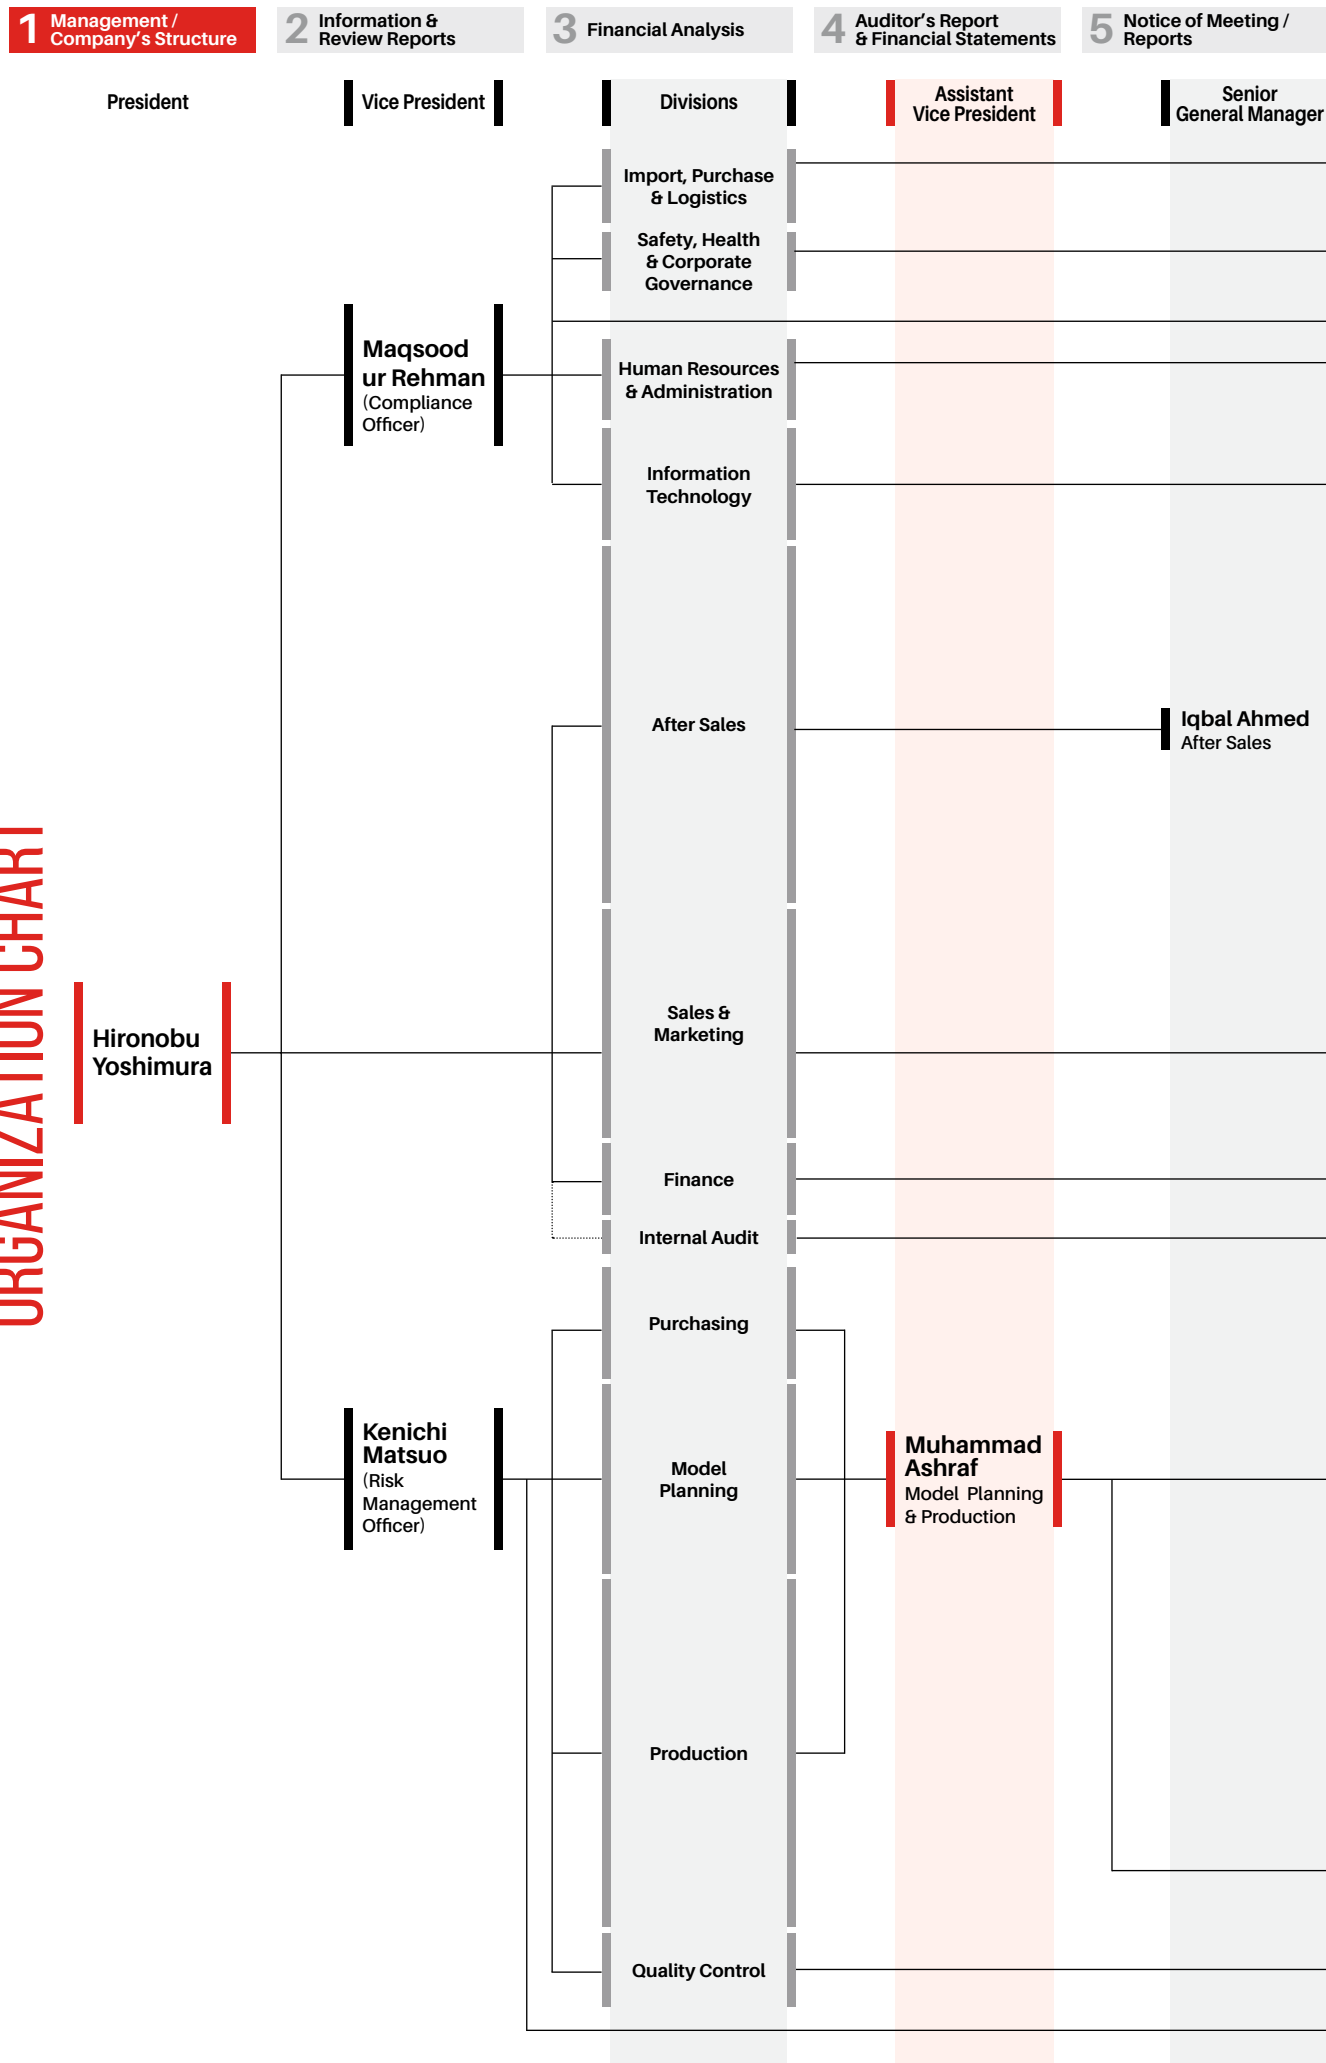 1 Management /
Company's Structure
2 Information &
Review Reports
3 Financial Analysis
4 Auditor's Report
& Financial Statements
5 Notice of Meeting /
Reports
President
Vice President
Divisions
Assistant
Vice President
Senior
General Manager
Import, Purchase
& Logistics
Safety, Health
& Corporate
Governance
Maqsood
ur Rehman
(Compliance
Officer)
Human Resources
& Administration
Information
Technology
After Sales
Iqbal Ahmed
After Sales
ORGANIZATION CHART
Hironobu
Yoshimura
Sales &
Marketing
Finance
Internal Audit
Purchasing
Kenichi
Matsuo
(Risk
Management
Officer)
Model
Planning
Muhammad
Ashraf
Model Planning
& Production
Production
Quality Control